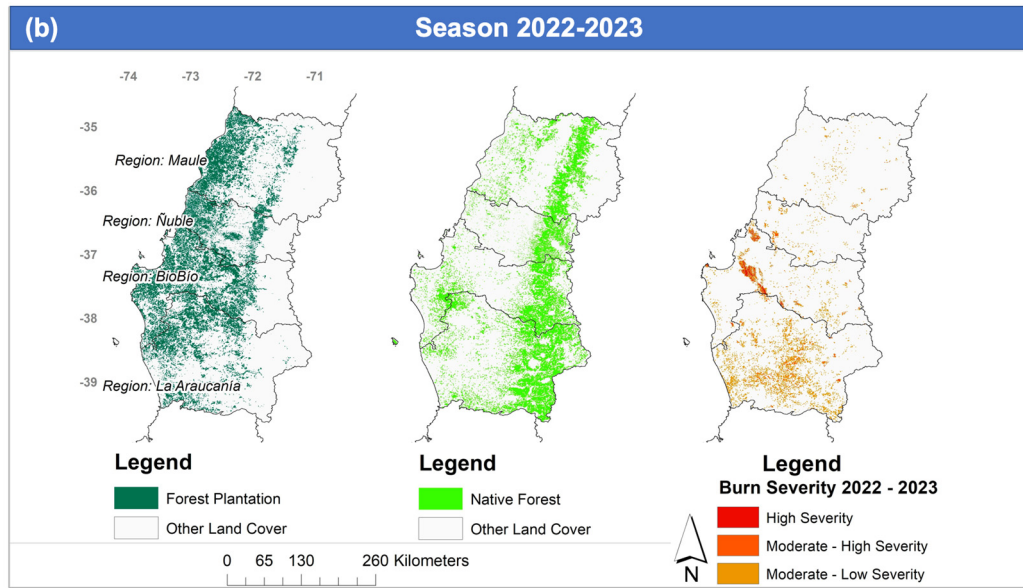 (b)
Season 2022-2023
-74 -73 -72 -71
-35
Region: Maule
-36
Region: Ñuble
-37
Region: BioBío
-38
-39
Region: La Araucanía
Legend
Forest Plantation
Other Land Cover
Legend
Native Forest
Other Land Cover
Legend
Burn Severity 2022 - 2023
High Severity
Moderate - High Severity
Moderate - Low Severity
0 65 130 260 Kilometers
N